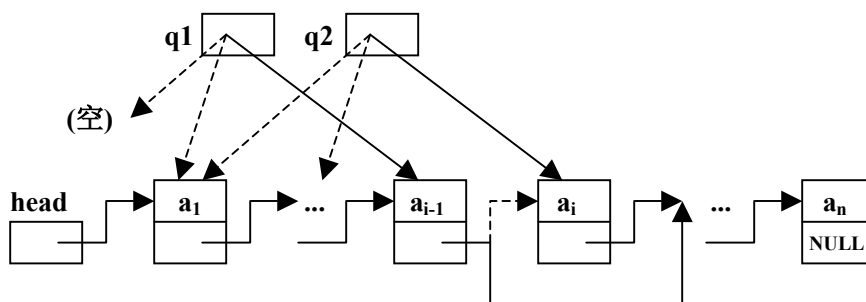 q1 q2
(空)
head
a1 ... ai-1 ai ... an
NULL